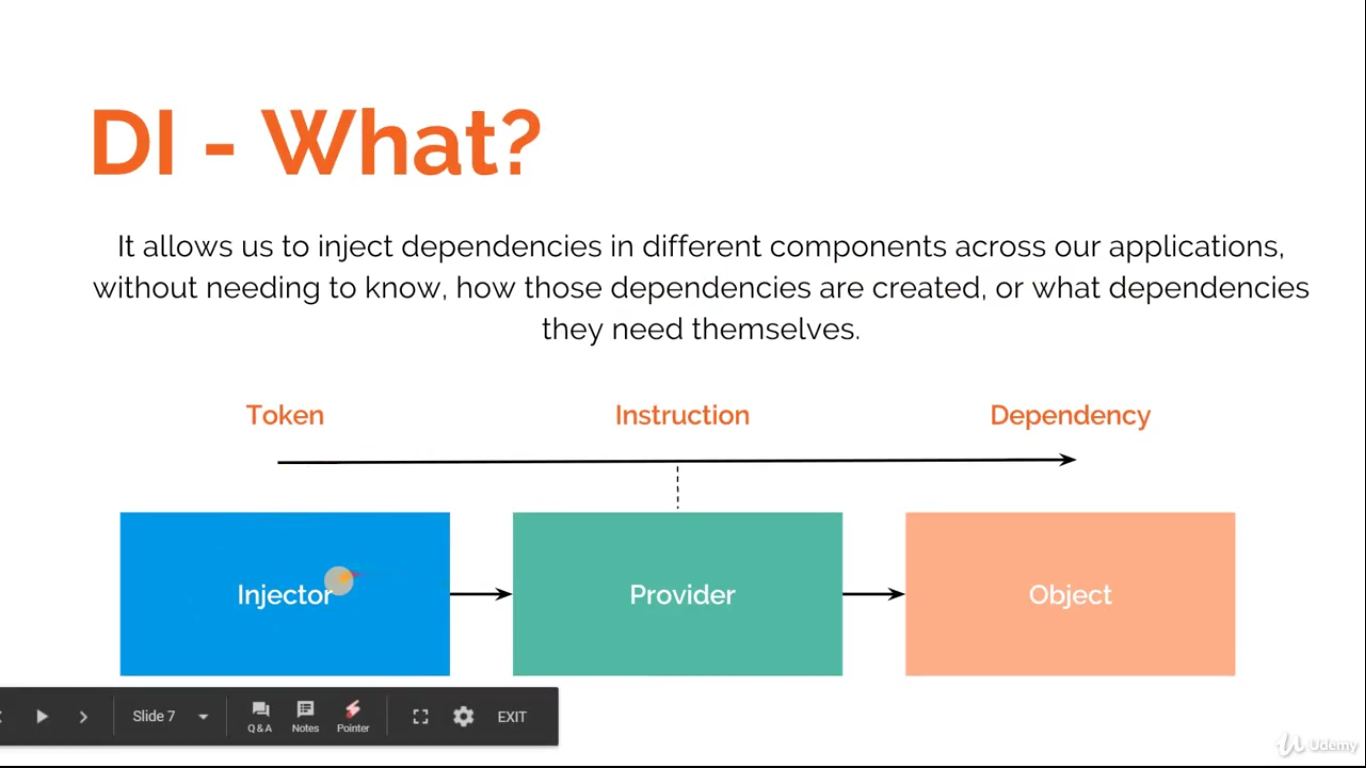 DI - What?
It allows us to inject dependencies in different components across our applications,
without needing to know, how those dependencies are created, or what dependencies
they need themselves.
Token
Instruction
Dependency
Injector
Provider
Object
Slide 7
Q&A
Notes
Pointer
EXIT
Udemy